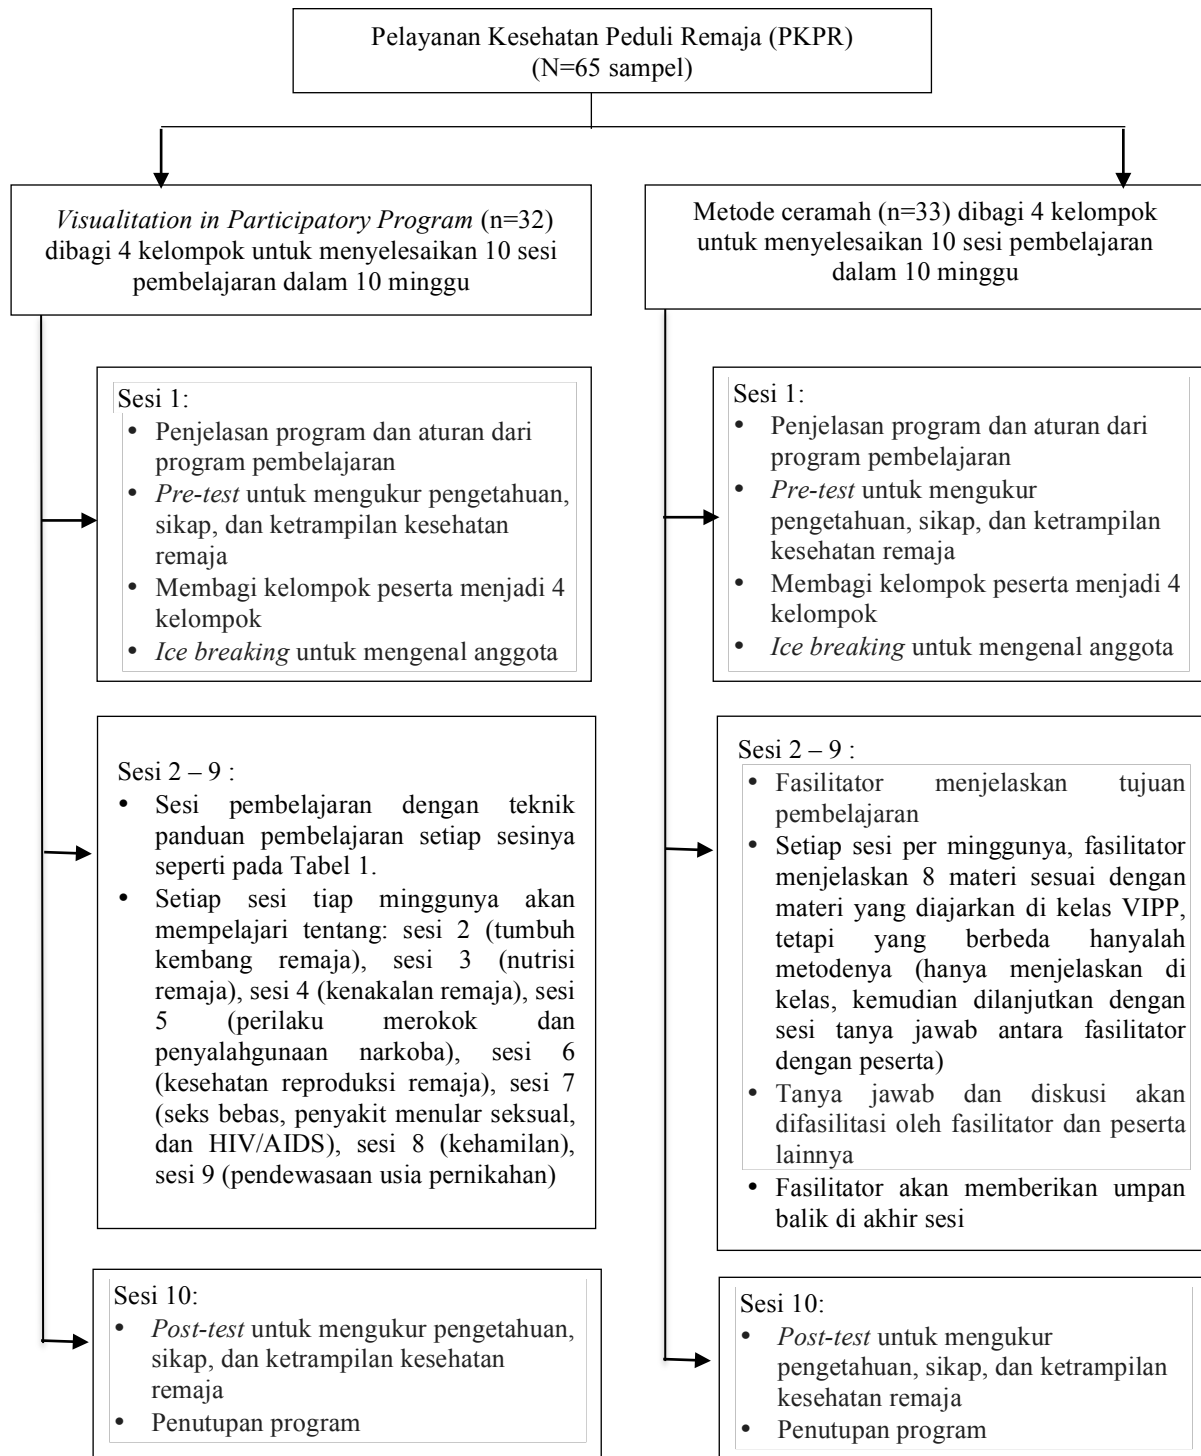 Pelayanan Kesehatan Peduli Remaja (PKPR)
(N=65 sampel)
Visualitation in Participatory Program (n=32)
dibagi 4 kelompok untuk menyelesaikan 10 sesi
pembelajaran dalam 10 minggu
Sesi 1:
• Penjelasan program dan aturan dari
program pembelajaran
• Pre-test untuk mengukur pengetahuan,
sikap, dan ketrampilan kesehatan
remaja
• Membagi kelompok peserta menjadi 4
kelompok
• Ice breaking untuk mengenal anggota
Sesi 2 – 9 :
• Sesi pembelajaran dengan teknik
panduan pembelajaran setiap sesinya
seperti pada Tabel 1.
• Setiap sesi tiap minggunya akan
mempelajari tentang: sesi 2 (tumbuh
kembang remaja), sesi 3 (nutrisi
remaja), sesi 4 (kenakalan remaja), sesi
5 (perilaku merokok dan
penyalahgunaan narkoba), sesi 6
(kesehatan reproduksi remaja), sesi 7
(seks bebas, penyakit menular seksual,
dan HIV/AIDS), sesi 8 (kehamilan),
sesi 9 (pendewasaan usia pernikahan)
Sesi 10:
• Post-test untuk mengukur pengetahuan,
sikap, dan ketrampilan kesehatan
remaja
• Penutupan program
Metode ceramah (n=33) dibagi 4 kelompok
untuk menyelesaikan 10 sesi pembelajaran
dalam 10 minggu
Sesi 1:
• Penjelasan program dan aturan dari
program pembelajaran
• Pre-test untuk mengukur
pengetahuan, sikap, dan ketrampilan
kesehatan remaja
• Membagi kelompok peserta menjadi 4
kelompok
• Ice breaking untuk mengenal anggota
Sesi 2 – 9 :
• Fasilitator menjelaskan tujuan
pembelajaran
• Setiap sesi per minggunya, fasilitator
menjelaskan 8 materi sesuai dengan
materi yang diajarkan di kelas VIPP,
tetapi yang berbeda hanyalah
metodenya (hanya menjelaskan di
kelas, kemudian dilanjutkan dengan
sesi tanya jawab antara fasilitator
dengan peserta)
• Tanya jawab dan diskusi akan
difasilitasi oleh fasilitator dan peserta
lainnya
• Fasilitator akan memberikan umpan
balik di akhir sesi
Sesi 10:
• Post-test untuk mengukur
pengetahuan, sikap, dan ketrampilan
kesehatan remaja
• Penutupan program